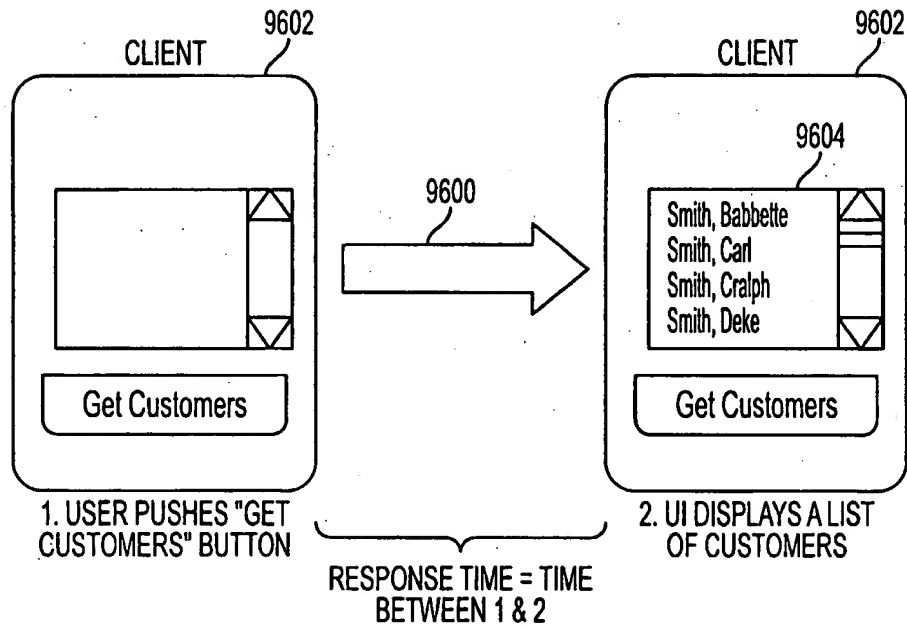 9602
CLIENT
Get Customers
1. USER PUSHES "GET
CUSTOMERS" BUTTON
9600
RESPONSE TIME = TIME
BETWEEN 1 & 2
9602
CLIENT
9604
Smith, Babbette
Smith, Carl
Smith, Cralph
Smith, Deke
Get Customers
2. UI DISPLAYS A LIST
OF CUSTOMERS